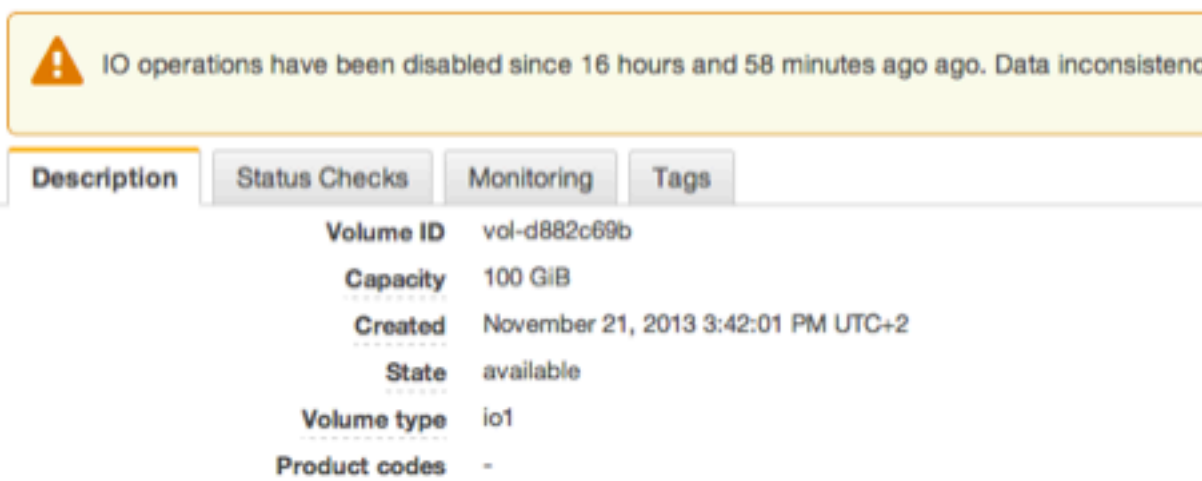 IO operations have been disabled since 16 hours and 58 minutes ago ago. Data inconsistenc
Description Status Checks Monitoring Tags
Volume ID vol-d882c69b
Capacity 100 GiB
Created November 21, 2013 3:42:01 PM UTC+2
State available
Volume type io1
Product codes -